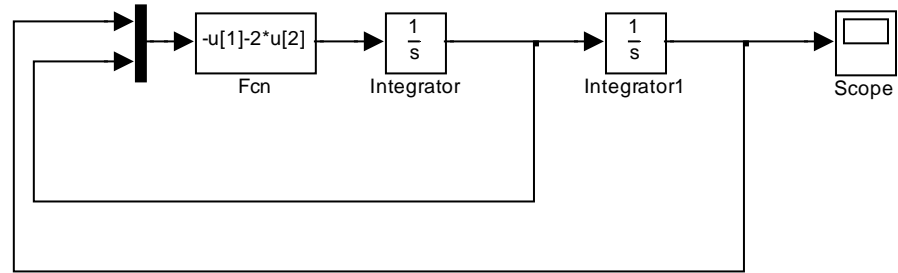 -u[1]-2*u[2]
Fcn
1
s
Integrator
1
s
Integrator1
Scope